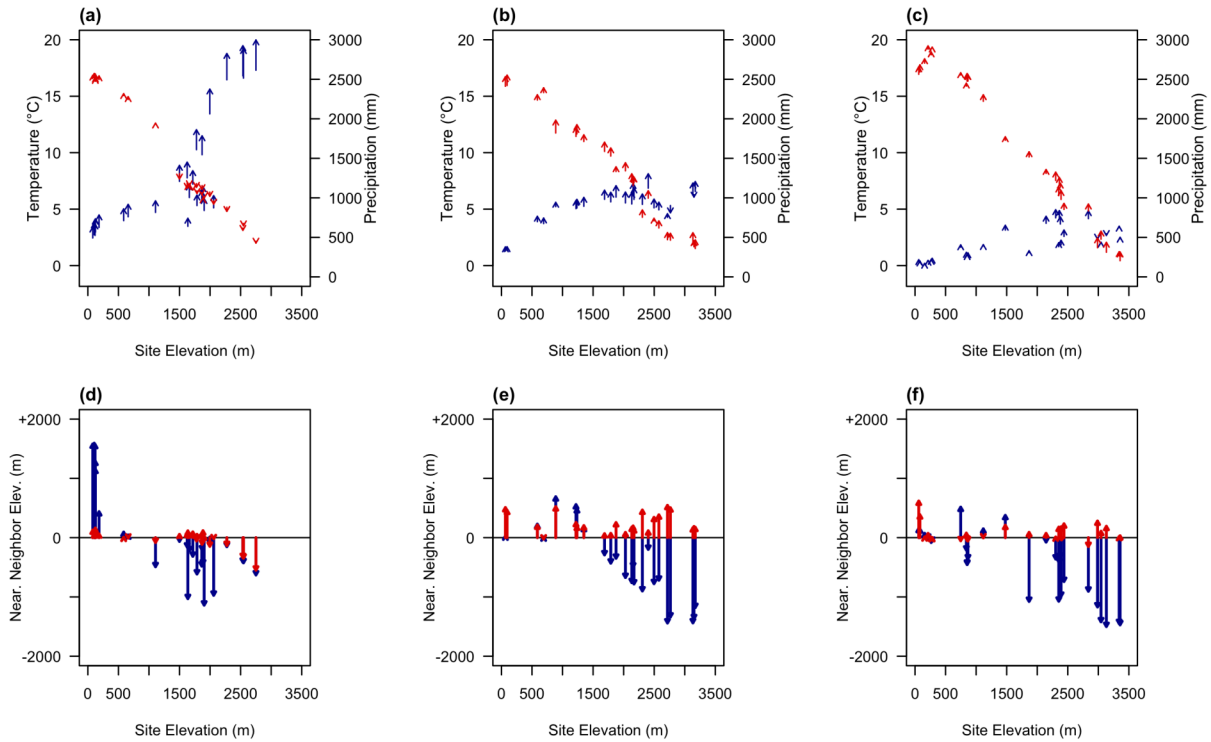 (a)
(b)
(c)
20
15
10
5
0
Temperature (°C)
3000
2500
2000
1500
1000
500
0
Precipitation (mm)
0 500 1500 2500 3500
Site Elevation (m)
20
15
10
5
0
Temperature (°C)
3000
2500
2000
1500
1000
500
0
Precipitation (mm)
0 500 1500 2500 3500
Site Elevation (m)
20
15
10
5
0
Temperature (°C)
3000
2500
2000
1500
1000
500
0
Precipitation (mm)
0 500 1500 2500 3500
Site Elevation (m)
(d)
(e)
(f)
+2000
0
-2000
Near. Neighbor Elev. (m)
0 500 1500 2500 3500
Site Elevation (m)
+2000
0
-2000
Near. Neighbor Elev. (m)
0 500 1500 2500 3500
Site Elevation (m)
+2000
0
-2000
Near. Neighbor Elev. (m)
0 500 1500 2500 3500
Site Elevation (m)